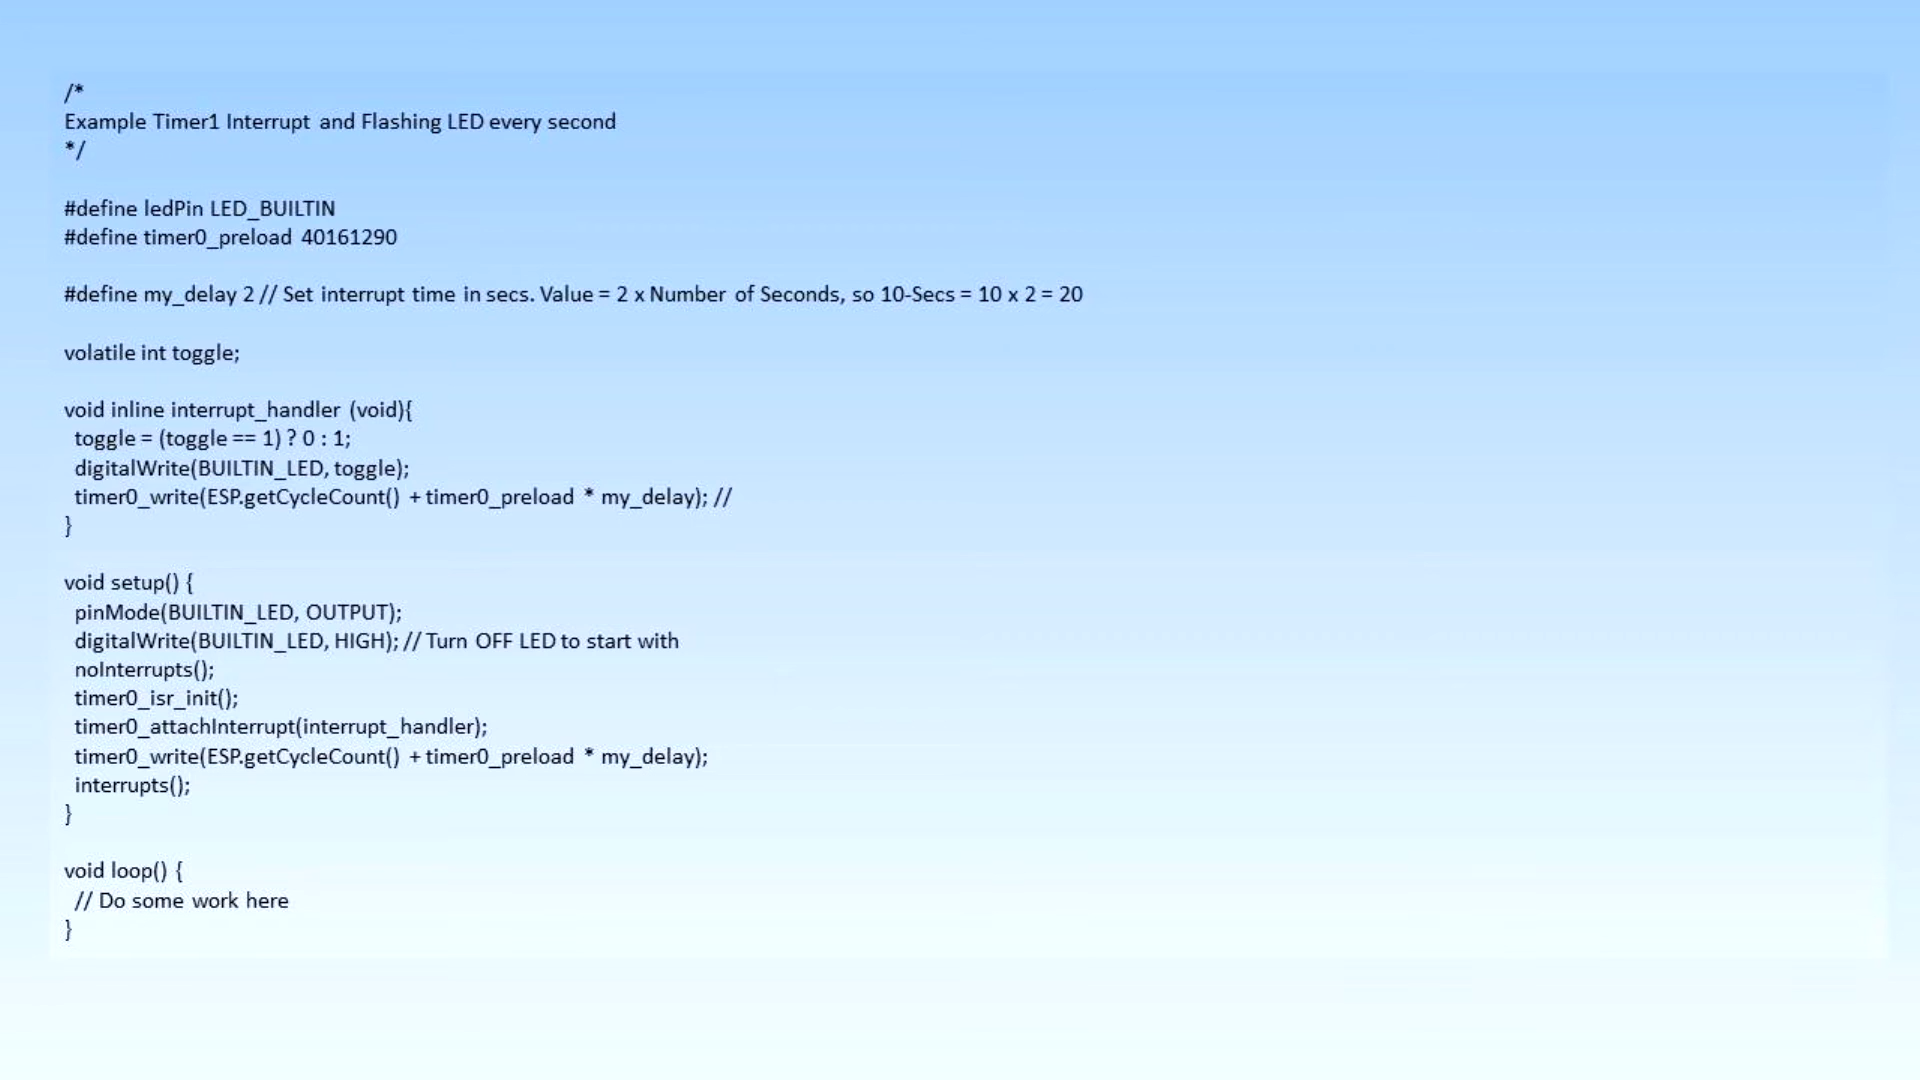 /*
Example Timer1 Interrupt and Flashing LED every second
*/
#define ledPin LED_BUILTIN
#define timer0_preload 40161290
#define my_delay 2 // Set interrupt time in secs. Value = 2 x Number of Seconds, so 10-Secs = 10 x 2 = 20
volatile int toggle;
void inline interrupt_handler (void){
toggle = (toggle == 1) ? 0 : 1;
digitalWrite(BUILTIN_LED, toggle);
timer0_write(ESP.getCycleCount() + timer0_preload * my_delay); //
}
void setup() {
pinMode(BUILTIN_LED, OUTPUT);
digitalWrite(BUILTIN_LED, HIGH); // Turn OFF LED to start with
noInterrupts();
timer0_isr_init();
timer0_attachInterrupt(interrupt_handler);
timer0_write(ESP.getCycleCount() + timer0_preload * my_delay);
interrupts();
}
void loop() {
// Do some work here
}